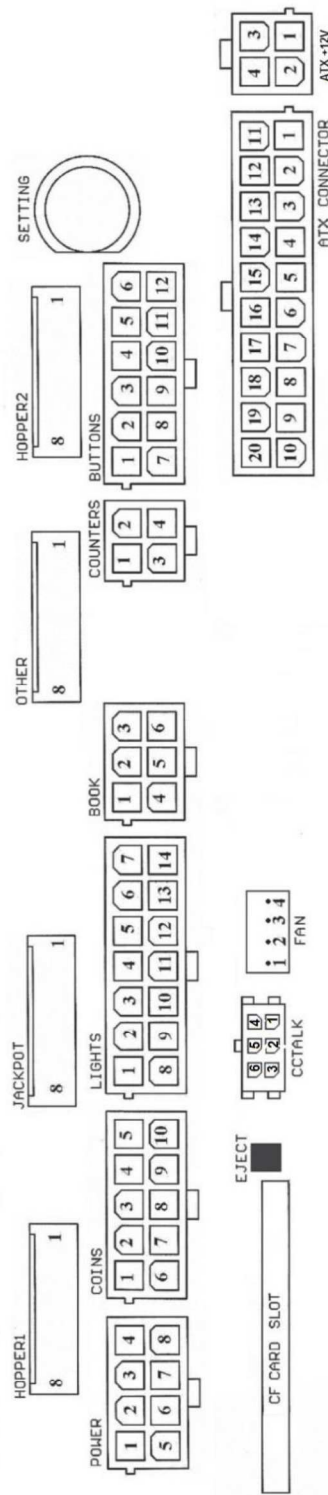 HOPPER1
8 1
JACKPOT
8 1
OTHER
8 1
HOPPER2
8 1
SETTING
POWER
1 2 3 4
5 6 7 8
COINS
1 2 3 4 5
6 7 8 9 10
LIGHTS
1 2 3 4 5 6 7
8 9 10 11 12 13 14
BOOK
1 2 3
4 5 6
COUNTERS
1 2
3 4
BUTTONS
1 2 3 4 5 6
7 8 9 10 11 12
CF CARD SLOT
EJECT
6 5 4
3 2 1
CCTALK
1 2 3 4
FAN
20 19 18 17 16 15 14 13 12 11
10 9 8 7 6 5 4 3 2 1
ATX CONNECTOR
4 3
2 1
ATX +12V